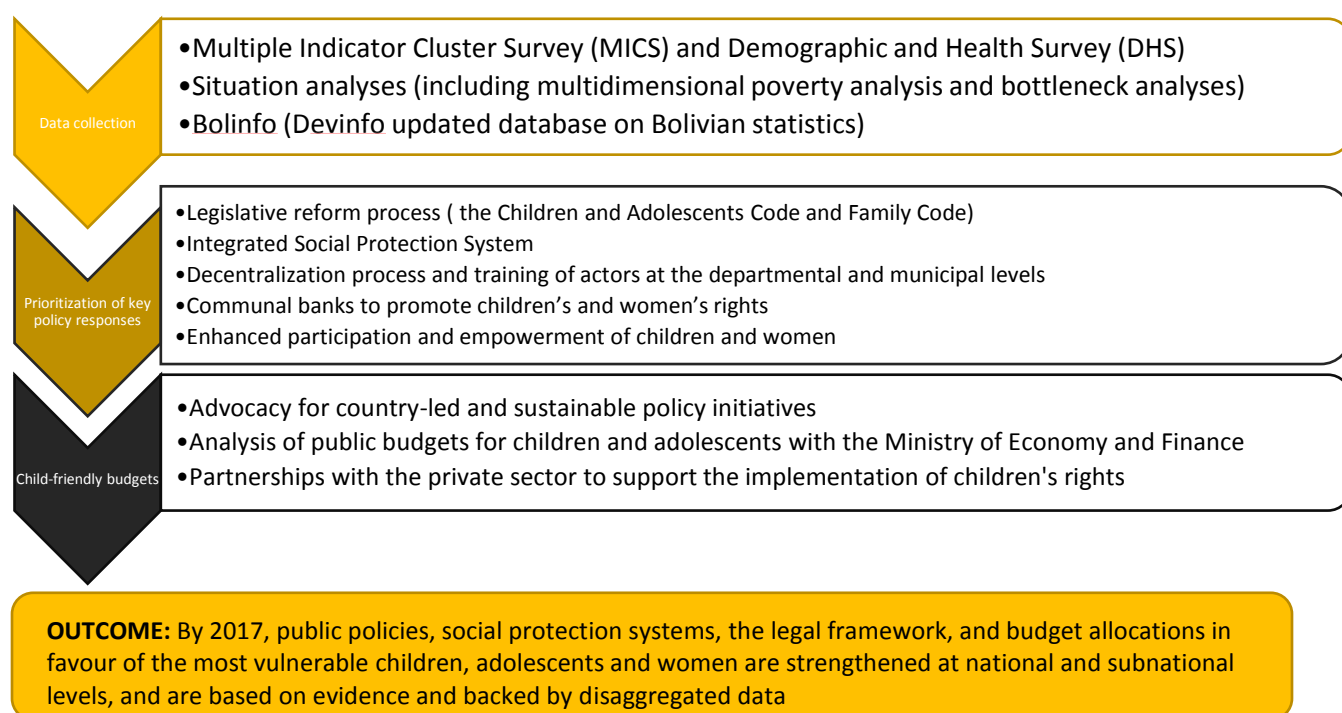 Data collection
•Multiple Indicator Cluster Survey (MICS) and Demographic and Health Survey (DHS)
•Situation analyses (including multidimensional poverty analysis and bottleneck analyses)
•Bolinfo (Devinfo updated database on Bolivian statistics)
Prioritization of key
policy responses
•Legislative reform process ( the Children and Adolescents Code and Family Code)
•Integrated Social Protection System
•Decentralization process and training of actors at the departmental and municipal levels
•Communal banks to promote children’s and women’s rights
•Enhanced participation and empowerment of children and women
Child-friendly budgets
•Advocacy for country-led and sustainable policy initiatives
•Analysis of public budgets for children and adolescents with the Ministry of Economy and Finance
•Partnerships with the private sector to support the implementation of children's rights
OUTCOME: By 2017, public policies, social protection systems, the legal framework, and budget allocations in
favour of the most vulnerable children, adolescents and women are strengthened at national and subnational
levels, and are based on evidence and backed by disaggregated data